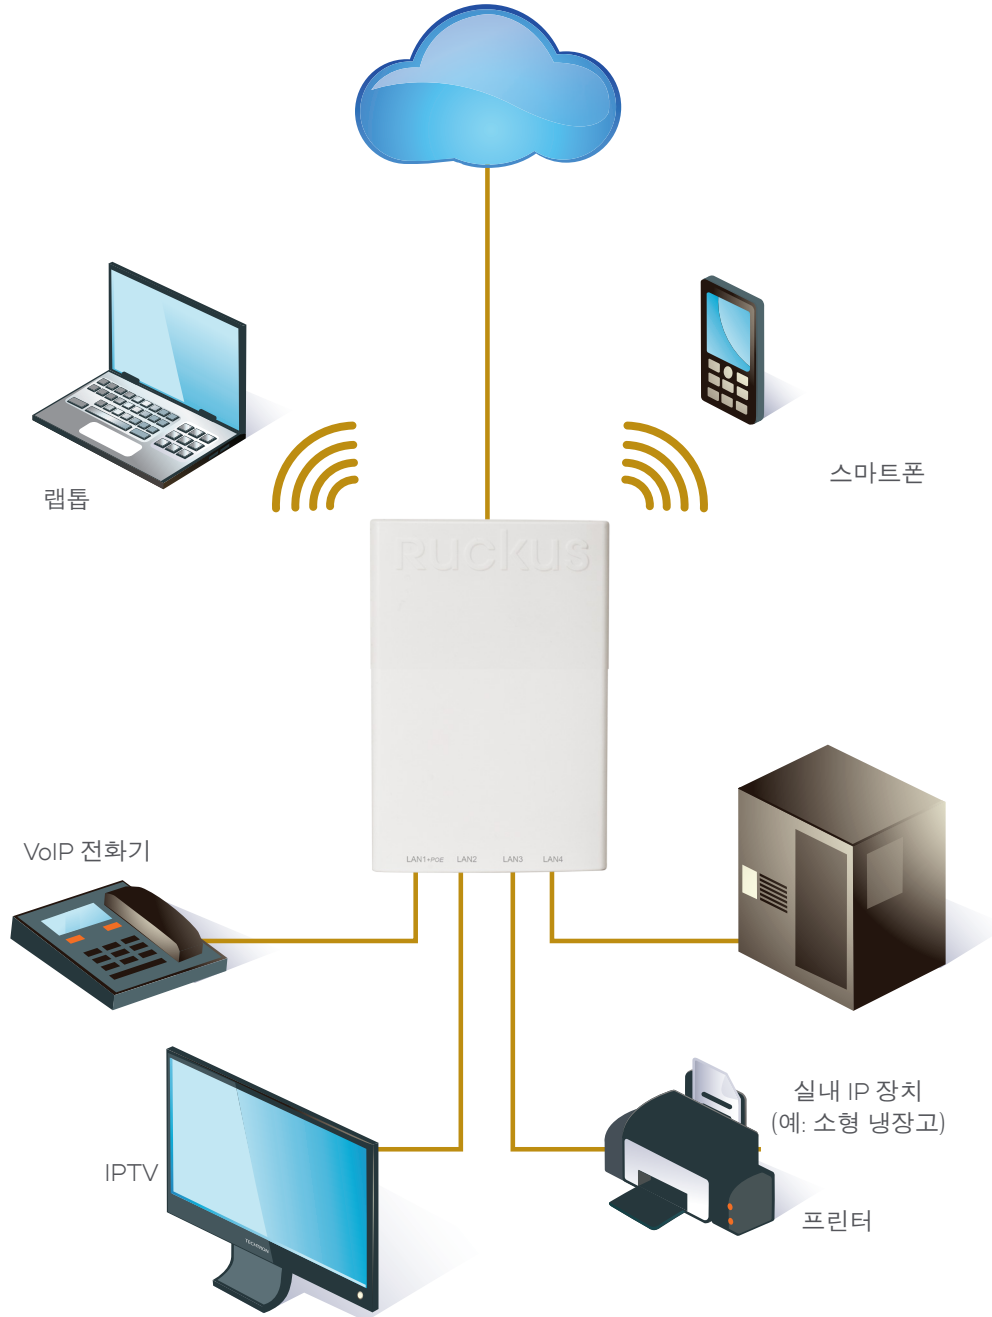 랩톱
스마트폰
Ruckus
LAN1+POE LAN2 LAN3 LAN4
VoIP 전화기
실내 IP 장치
(예: 소형 냉장고)
IPTV
프린터
TECHTRON